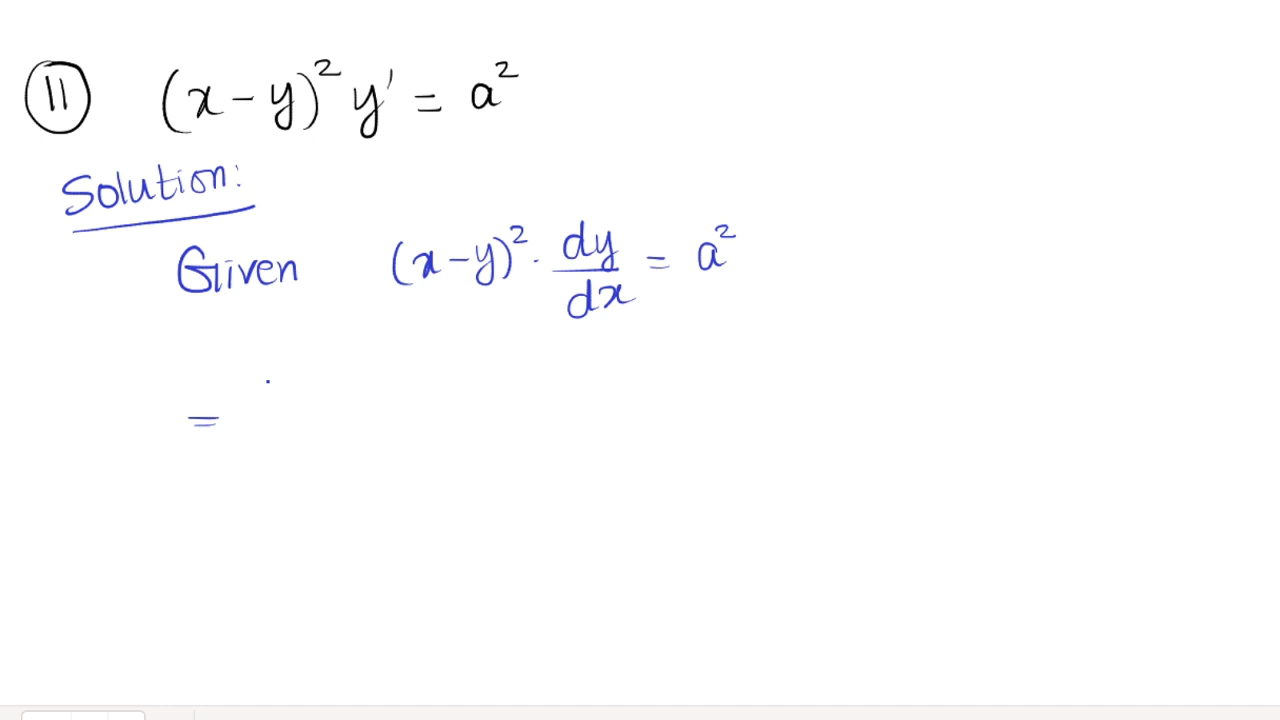 ⑪ (x-y)² y' = a²
Solution:
Given (x-y)² · dy/dx = a²
=